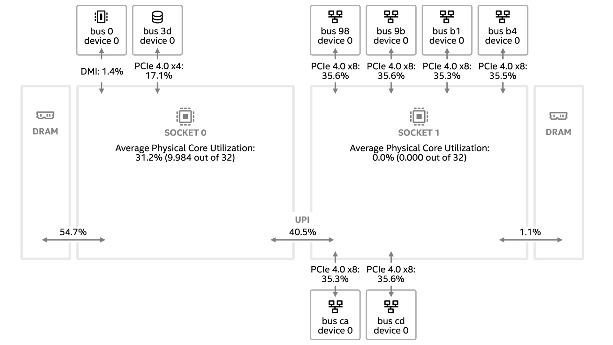 bus 0
device 0
bus 3d
device 0
bus 98
device 0
bus 9b
device 0
bus b1
device 0
bus b4
device 0
DMI: 1.4%
PCIe 4.0 x4:
17.1%
PCIe 4.0 x8:
35.6%
PCIe 4.0 x8:
35.6%
PCIe 4.0 x8:
35.3%
PCIe 4.0 x8:
35.5%
DRAM
SOCKET 0
Average Physical Core Utilization:
31.2% (9.984 out of 32)
SOCKET 1
Average Physical Core Utilization:
0.0% (0.000 out of 32)
DRAM
54.7%
UPI
40.5%
1.1%
PCIe 4.0 x8:
35.3%
PCIe 4.0 x8:
35.6%
bus ca
device 0
bus cd
device 0